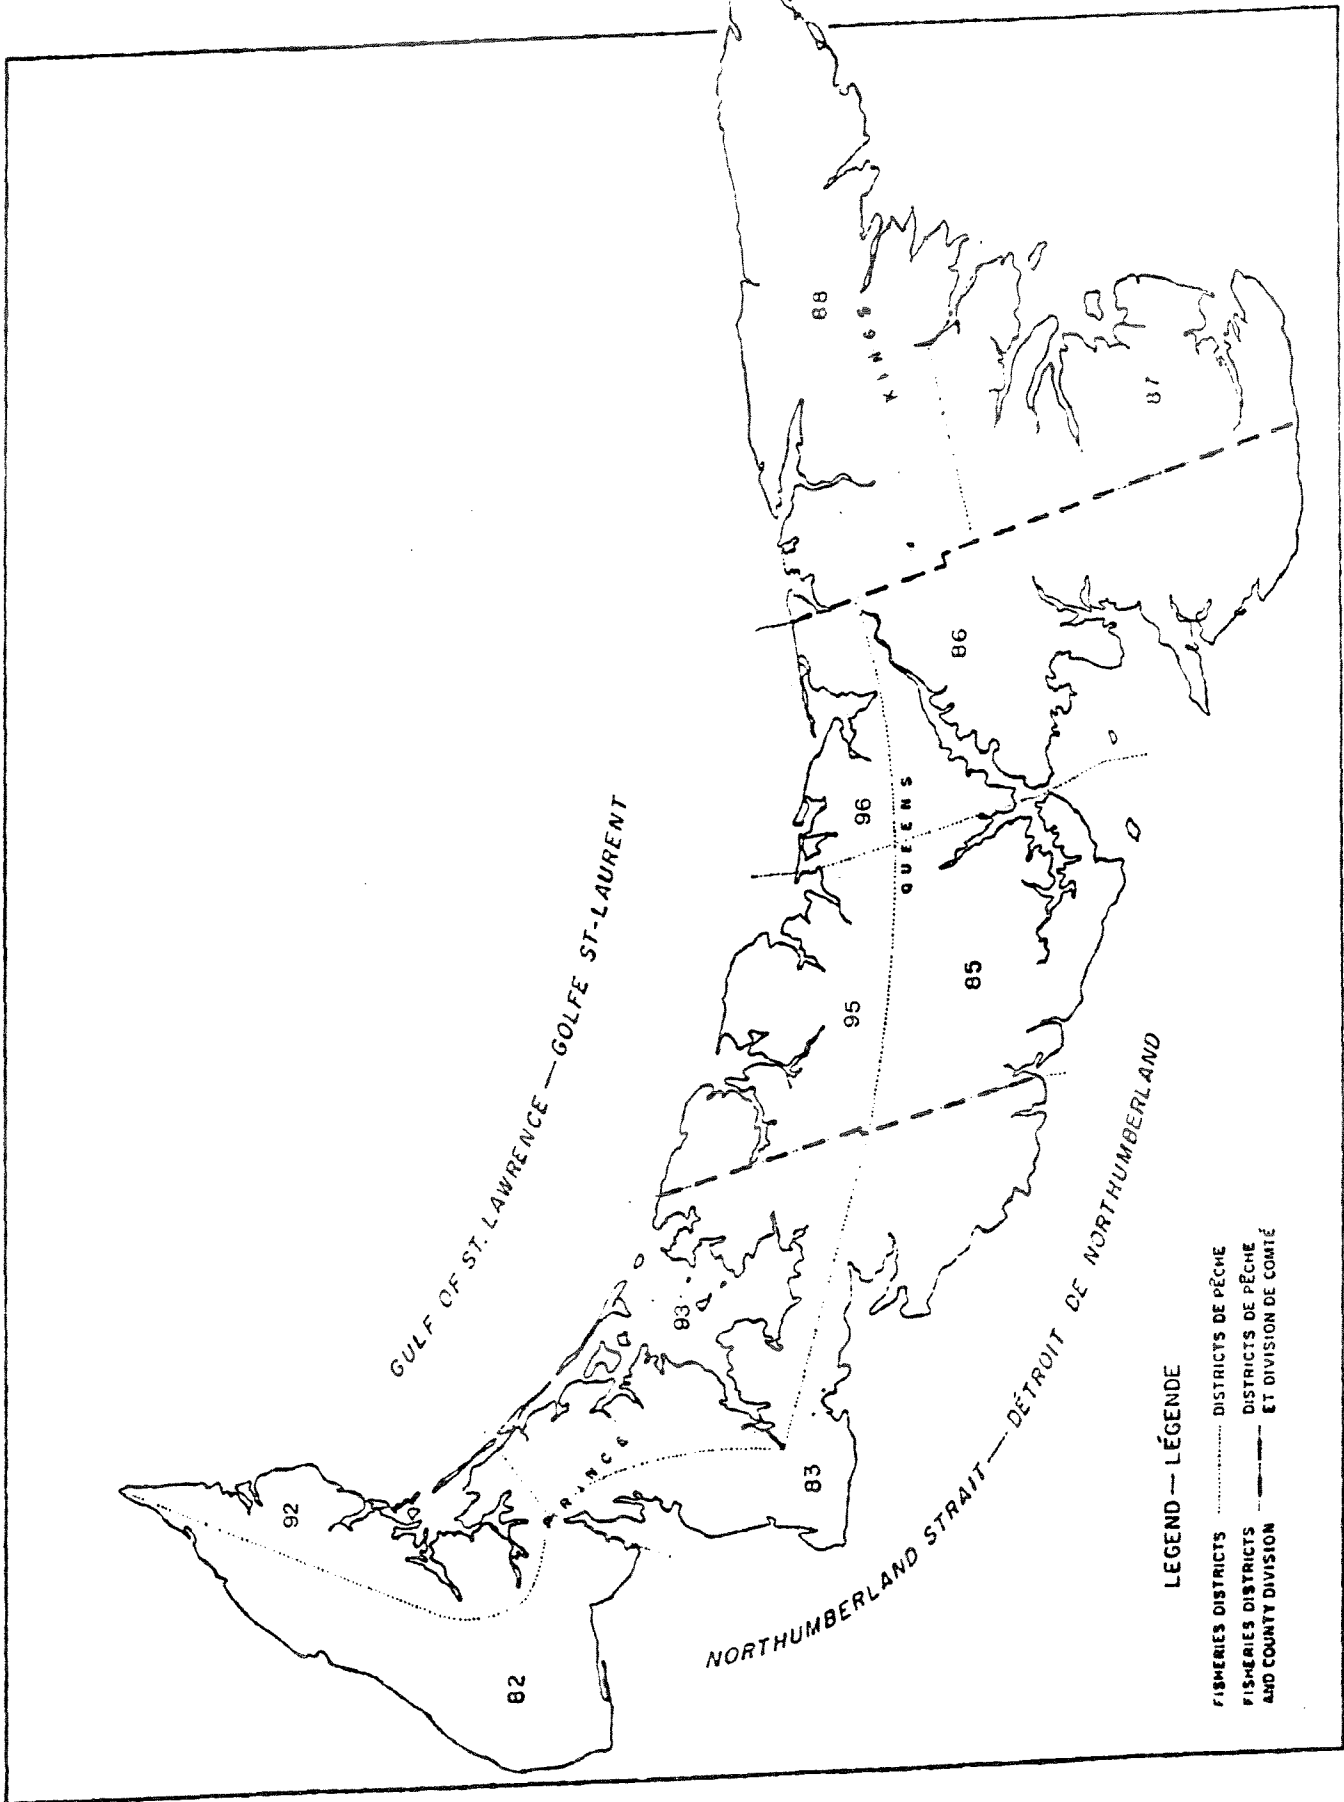 GULF OF ST. LAWRENCE — GOLFE ST-LAURENT
92
82
PRINCE
93
83
95
96
QUEENS
85
86
88
KINGS
87
NORTHUMBERLAND STRAIT — DÉTROIT DE NORTHUMBERLAND
LEGEND — LÉGENDE
FISHERIES DISTRICTS DISTRICTS DE PÊCHE
FISHERIES DISTRICTS DISTRICTS DE PÊCHE
AND COUNTY DIVISION ET DIVISION DE COMTÉ